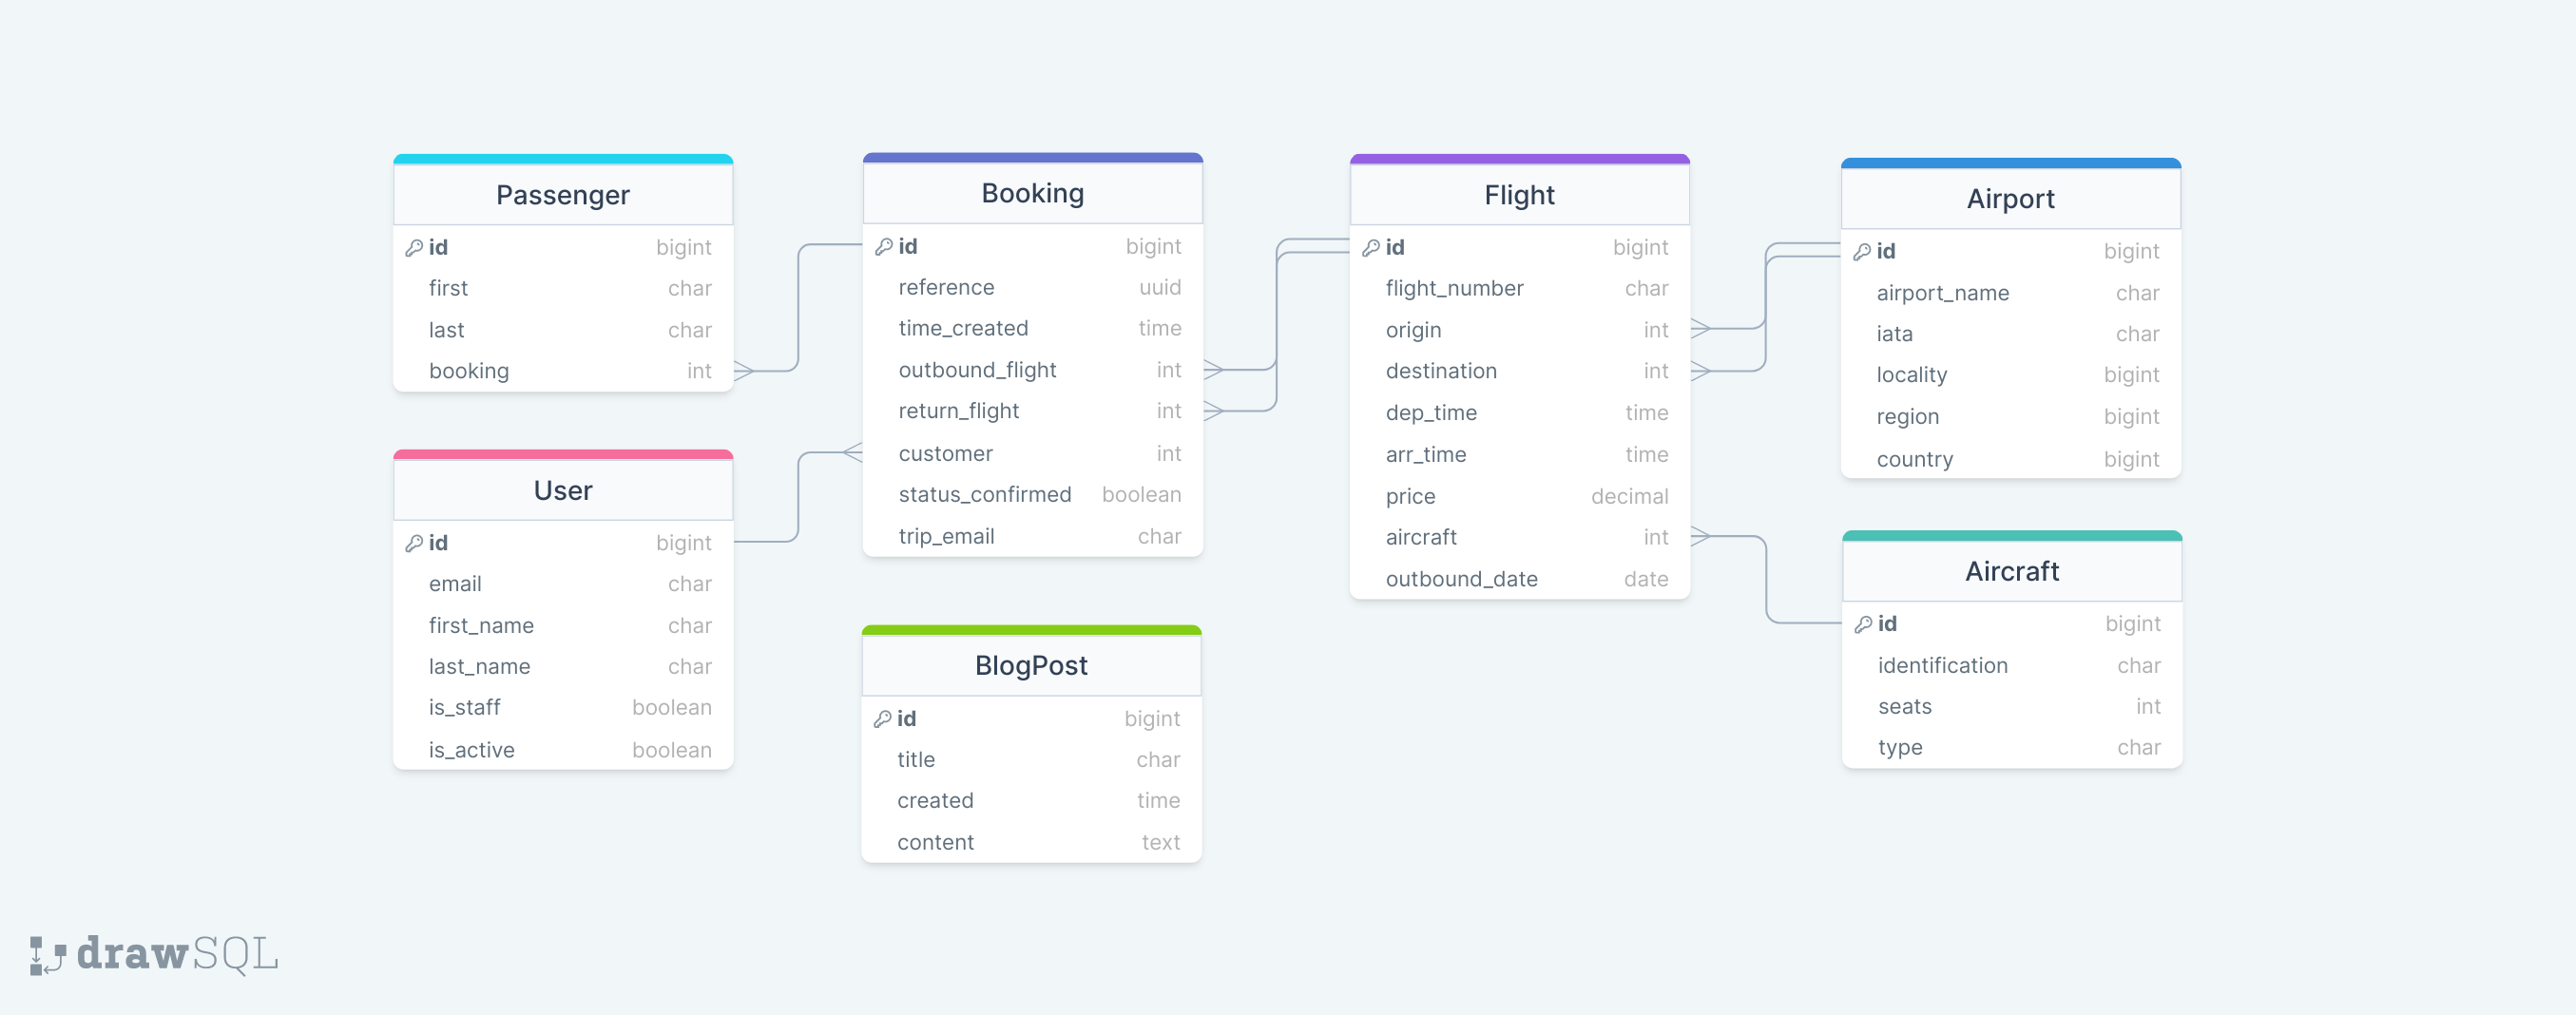 Passenger
id bigint
first char
last char
booking int
User
id bigint
email char
first_name char
last_name char
is_staff boolean
is_active boolean
Booking
id bigint
reference uuid
time_created time
outbound_flight int
return_flight int
customer int
status_confirmed boolean
trip_email char
BlogPost
id bigint
title char
created time
content text
Flight
id bigint
flight_number char
origin int
destination int
dep_time time
arr_time time
price decimal
aircraft int
outbound_date date
Airport
id bigint
airport_name char
iata char
locality bigint
region bigint
country bigint
Aircraft
id bigint
identification char
seats int
type char
drawSQL